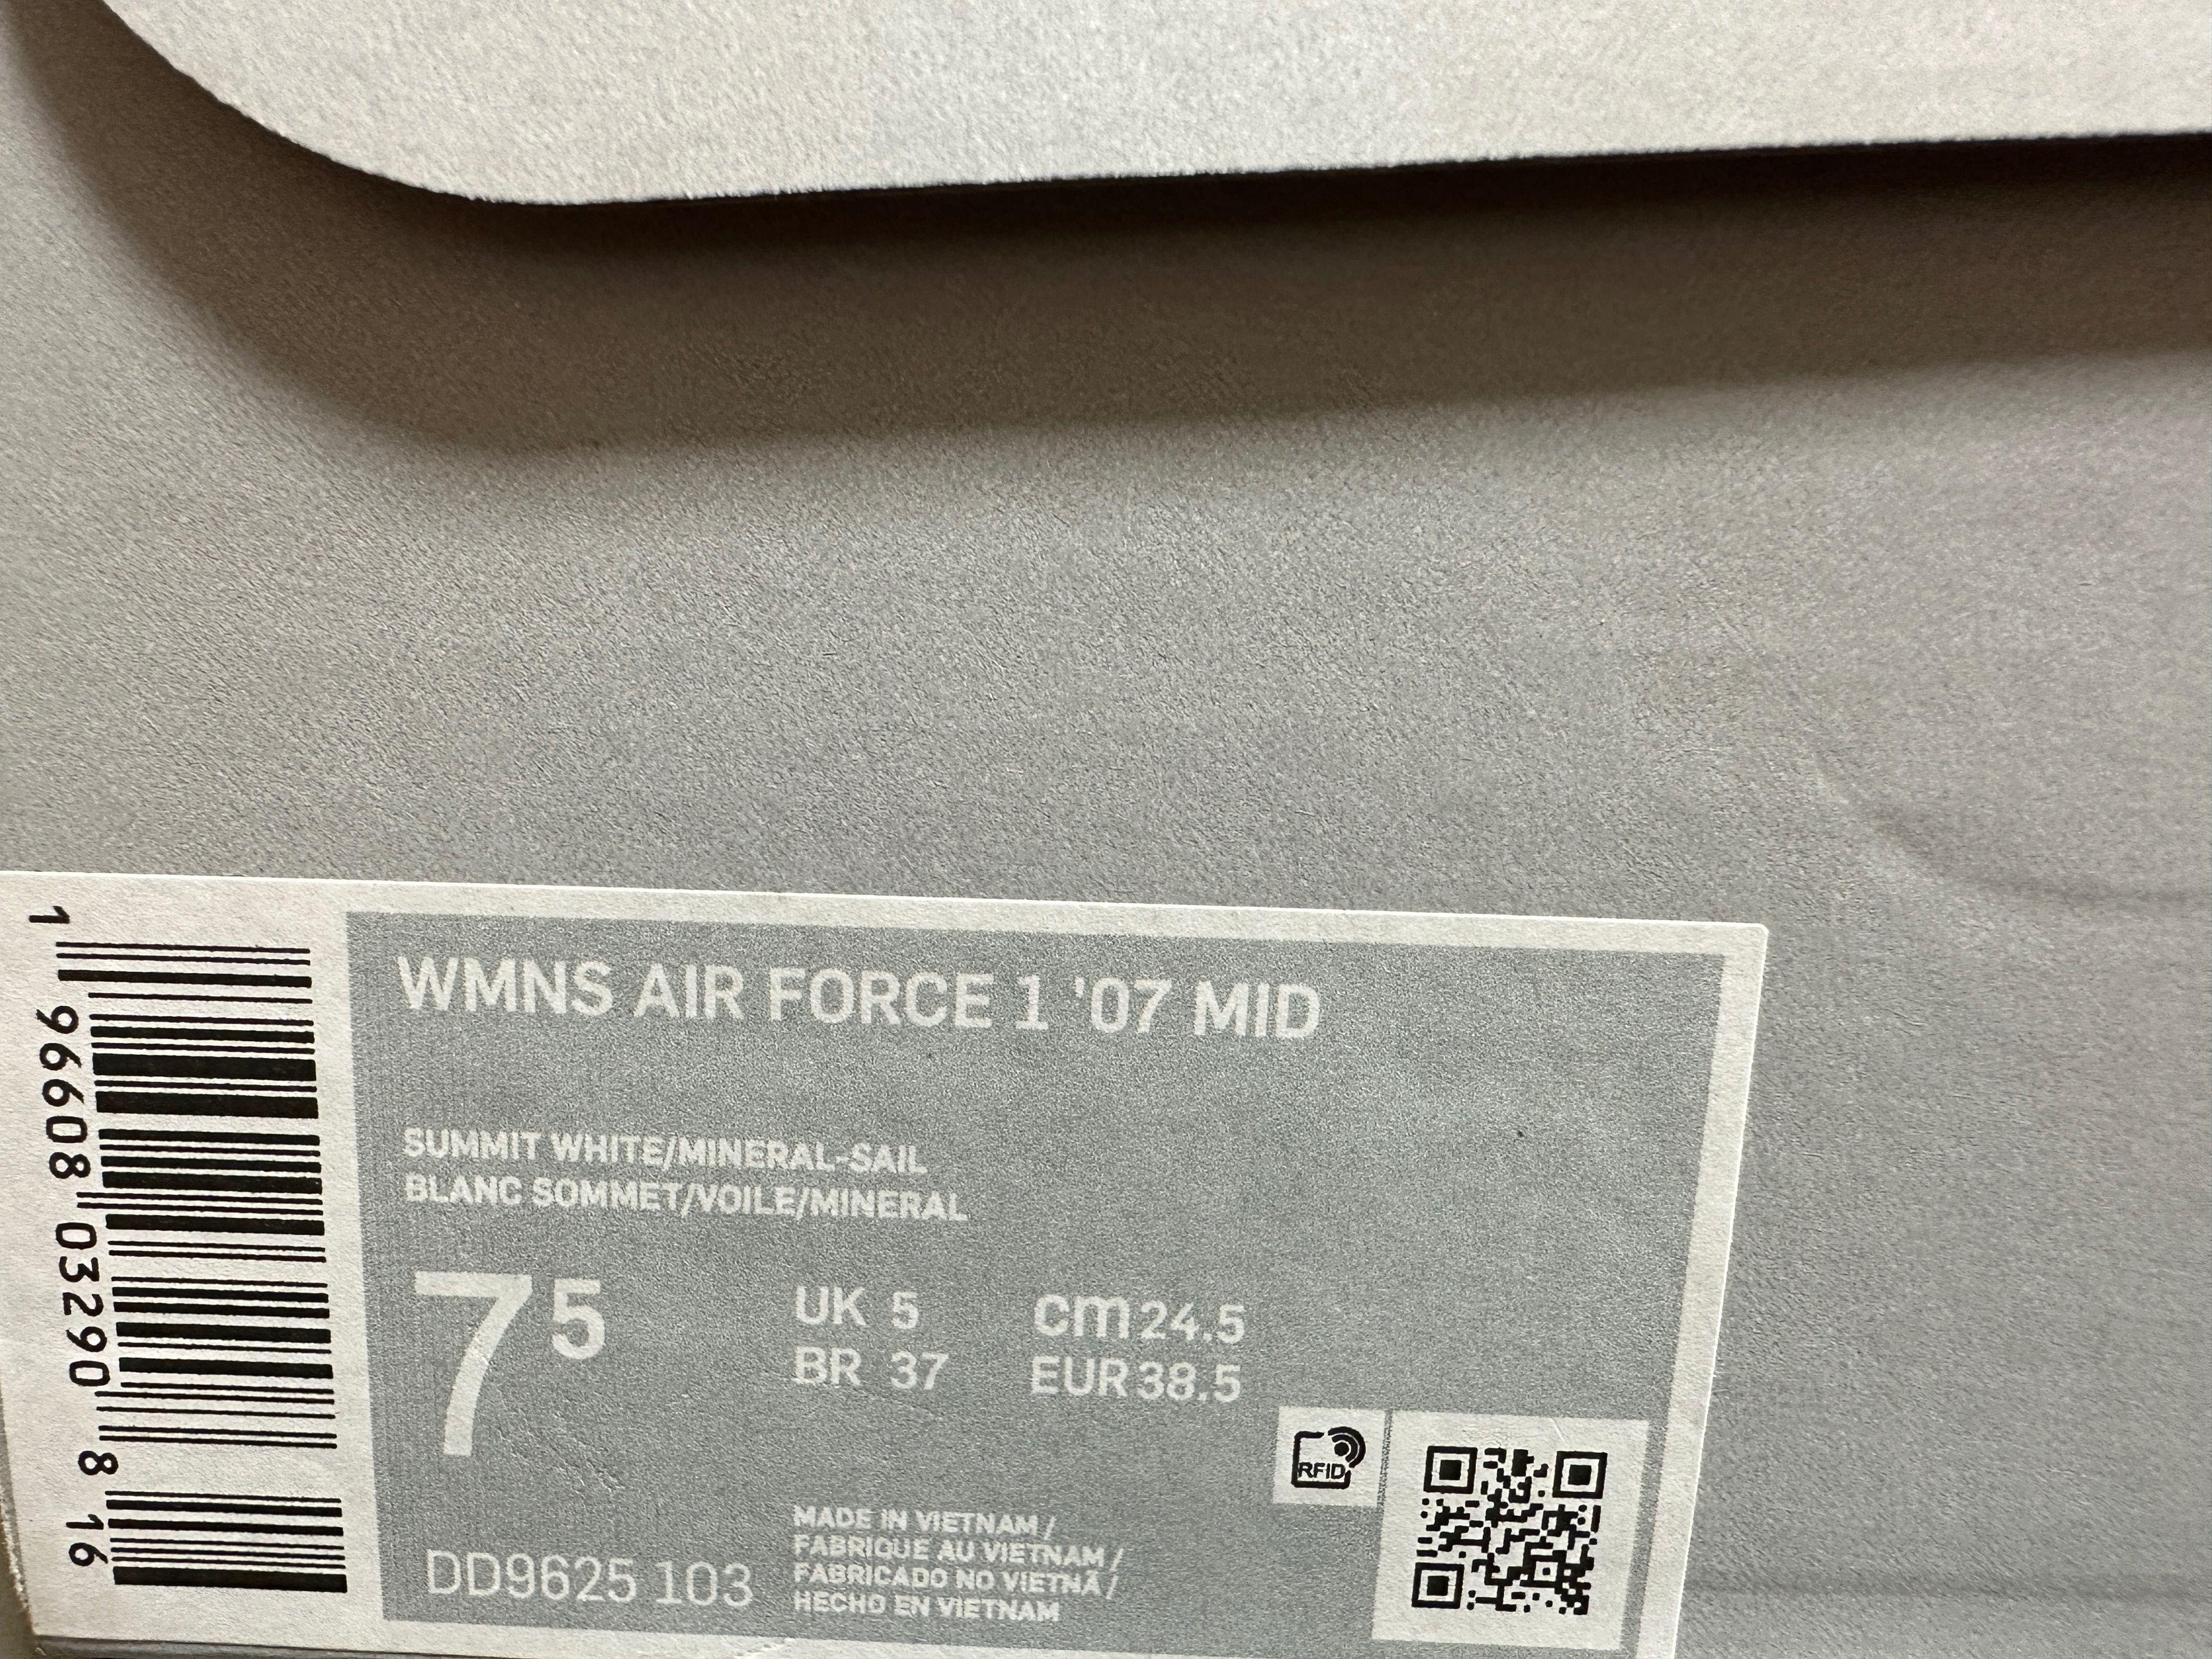 WMNS AIR FORCE 1 '07 MID
SUMMIT WHITE/MINERAL-SAIL
BLANC SOMMET/VOILE/MINERAL
7 5
UK 5
BR 37
cm 24.5
EUR 38.5
RFID
DD9625 103
MADE IN VIETNAM /
FABRIQUE AU VIETNAM /
FABRICADO NO VIETNÃ /
HECHO EN VIETNAM
1 96608 03290 8 16